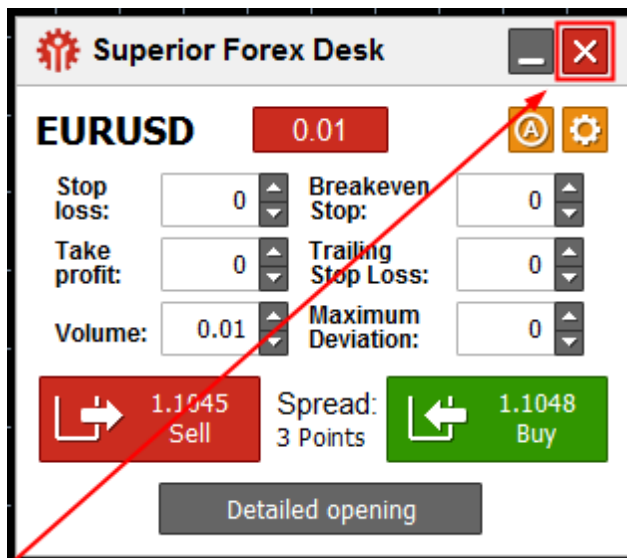 Superior Forex Desk
EURUSD 0.01 A
Stop loss: 0 Breakeven Stop: 0
Take profit: 0 Trailing Stop Loss: 0
Volume: 0.01 Maximum Deviation: 0
1.1045 Spread: 1.1048
Sell 3 Points Buy
Detailed opening